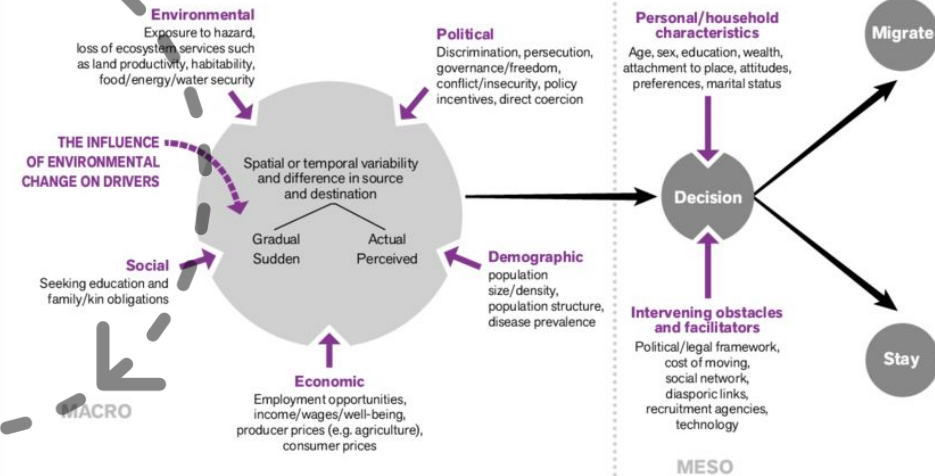 Environmental
Exposure to hazard,
loss of ecosystem services such
as land productivity, habitability,
food/energy/water security
Political
Discrimination, persecution,
governance/freedom,
conflict/insecurity, policy
incentives, direct coercion
Personal/household
characteristics
Age, sex, education, wealth,
attachment to place, attitudes,
preferences, marital status
Migrate
THE INFLUENCE
OF ENVIRONMENTAL
CHANGE ON DRIVERS
Spatial or temporal variability
and difference in source
and destination
Gradual
Sudden
Actual
Perceived
Decision
Social
Seeking education and
family/kin obligations
Demographic
population
size/density,
population structure,
disease prevalence
Intervening obstacles
and facilitators
Political/legal framework,
cost of moving,
social network,
diasporic links,
recruitment agencies,
technology
Stay
Economic
Employment opportunities,
income/wages/well-being,
producer prices (e.g. agriculture),
consumer prices
MACRO
MESO